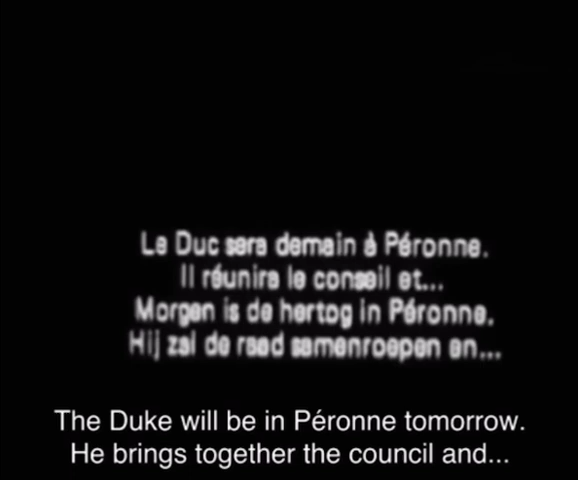 Le Duc sera demain à Péronne.
Il réunira le conseil et...
Morgen is de hertog in Péronne.
Hij zal de raad samenroepen en...
The Duke will be in Péronne tomorrow.
He brings together the council and...